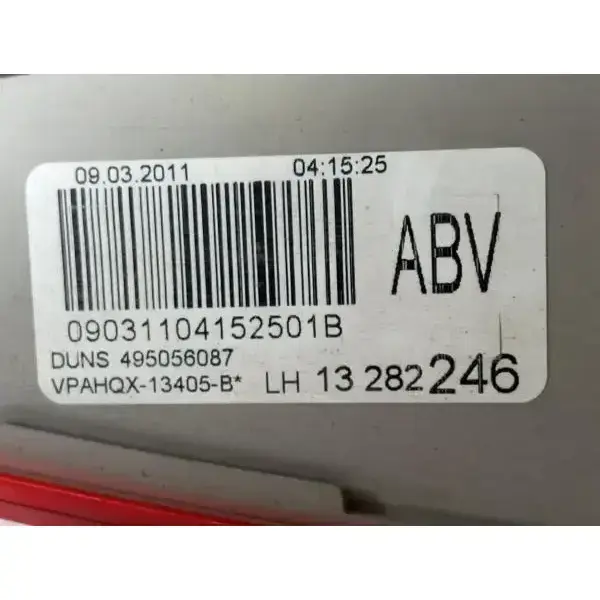 09.03.2011 04:15:25
ABV
09031104152501B
DUNS 495056087
VPAHQX-13405-B* LH 13 282 246